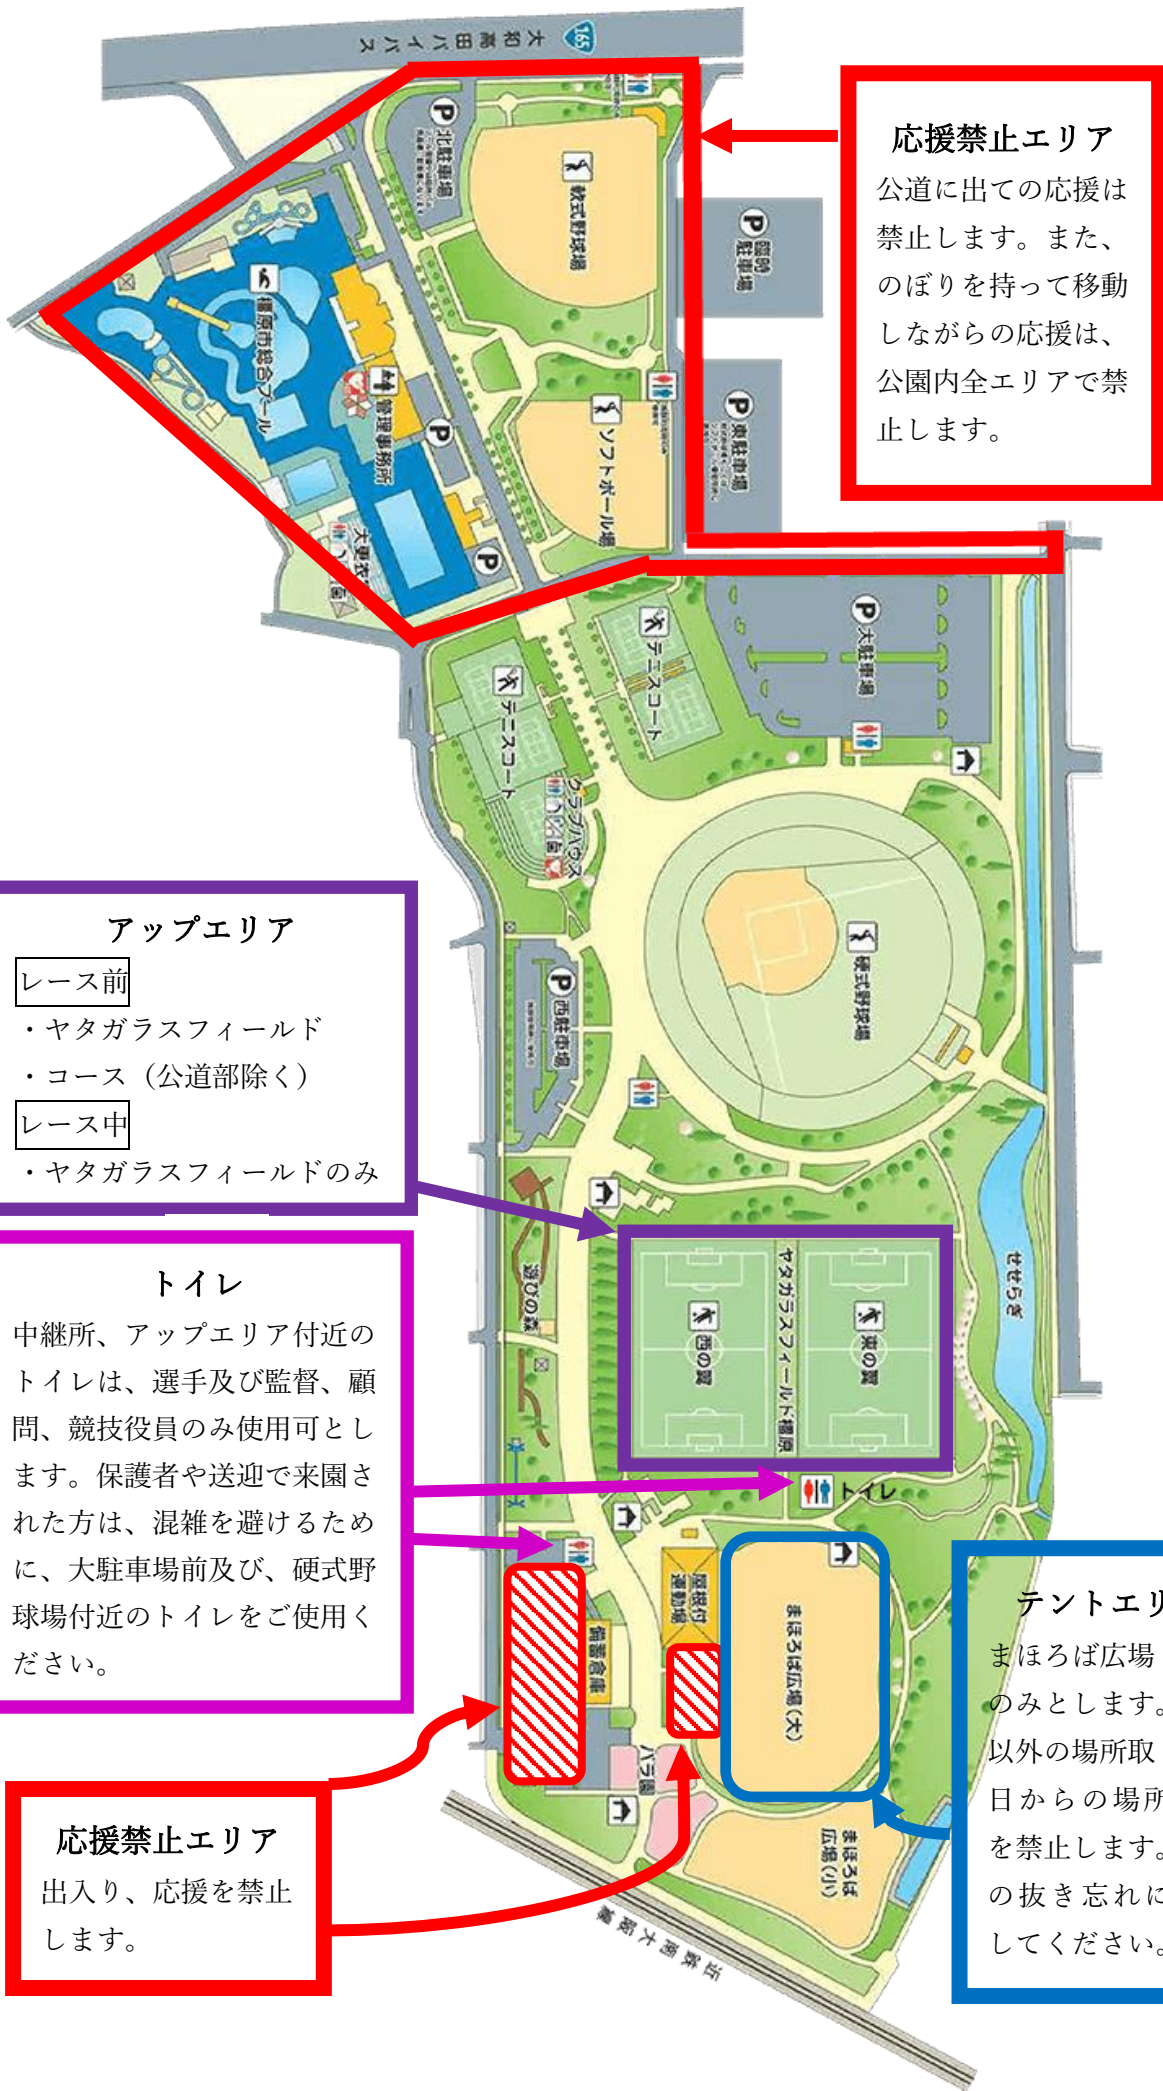 大和高田バイパス
165
応援禁止エリア
公道に出ての応援は
禁止します。また、
のぼりを持って移動
しながらの応援は、
公園内全エリアで禁
止します。
P 北駐車場
軟式野球場
P 臨時
駐車場
橿原市総合プール
管理事務所
P
ソフトボール場
P 東駐車場
大更衣
P
テニスコート
P 大駐車場
テニスコート
クラブハウス
硬式野球場
P 西駐車場
アップエリア
レース前
・ヤタガラスフィールド
・コース（公道部除く）
レース中
・ヤタガラスフィールドのみ
せせらぎ
遊びの森
西の翼
ヤタガラスフィールド橿原
東の翼
トイレ
トイレ
中継所、アップエリア付近の
トイレは、選手及び監督、顧
問、競技役員のみ使用可とし
ます。保護者や送迎で来園さ
れた方は、混雑を避けるため
に、大駐車場前及び、硬式野
球場付近のトイレをご使用く
ださい。
屋根付
運動場
まほろば広場(大)
備蓄倉庫
バラ園
まほろば
広場(小)
テントエリ
まほろば広場
のみとします。
以外の場所取
日からの場所
を禁止します。
の抜き忘れに
してください。
応援禁止エリア
出入り、応援を禁止
します。
近鉄南大阪線